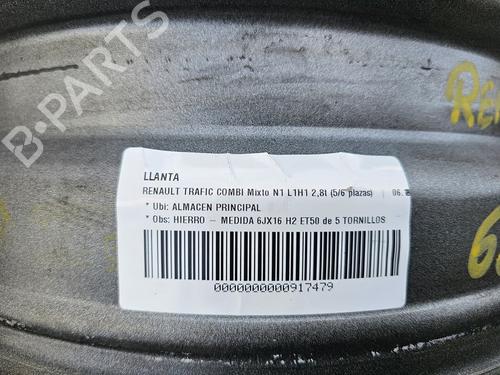 LLANTA
RENAULT TRAFIC COMBI Mixto N1 L1H1 2,8t (5/6 plazas) | 06.
* Ubi: ALMACEN PRINCIPAL
* Obs: HIERRO – MEDIDA 6JX16 H2 ET50 de 5 TORNILLOS
0000000000917479
B-PARTS